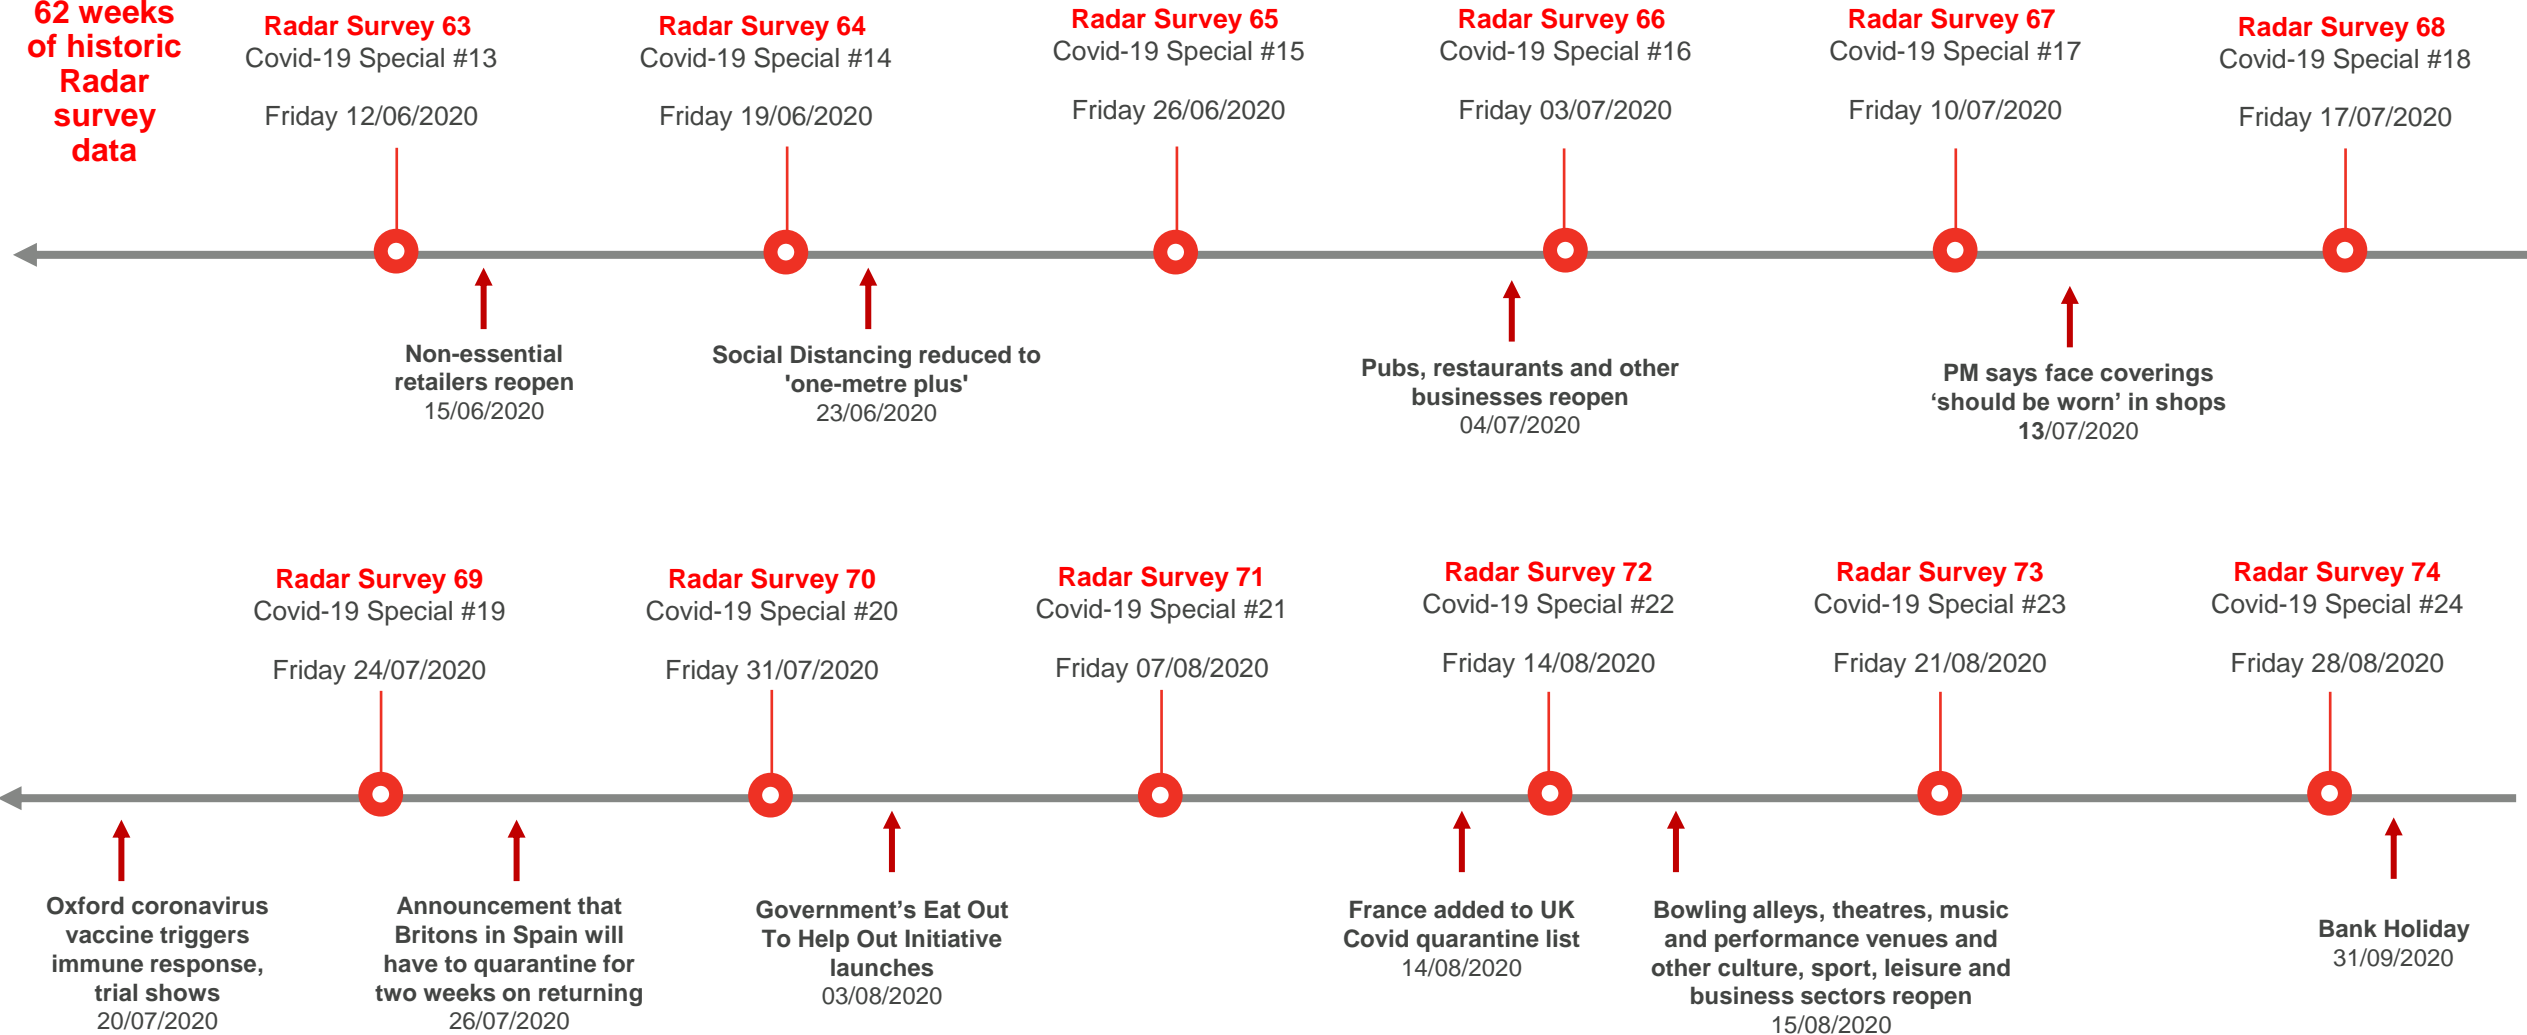 62 weeks
of historic
Radar
survey
data
Radar Survey 63
Covid-19 Special #13
Friday 12/06/2020
Radar Survey 64
Covid-19 Special #14
Friday 19/06/2020
Radar Survey 65
Covid-19 Special #15
Friday 26/06/2020
Radar Survey 66
Covid-19 Special #16
Friday 03/07/2020
Radar Survey 67
Covid-19 Special #17
Friday 10/07/2020
Radar Survey 68
Covid-19 Special #18
Friday 17/07/2020
Non-essential
retailers reopen
15/06/2020
Social Distancing reduced to
'one-metre plus'
23/06/2020
Pubs, restaurants and other
businesses reopen
04/07/2020
PM says face coverings
‘should be worn’ in shops
13/07/2020
Radar Survey 69
Covid-19 Special #19
Friday 24/07/2020
Radar Survey 70
Covid-19 Special #20
Friday 31/07/2020
Radar Survey 71
Covid-19 Special #21
Friday 07/08/2020
Radar Survey 72
Covid-19 Special #22
Friday 14/08/2020
Radar Survey 73
Covid-19 Special #23
Friday 21/08/2020
Radar Survey 74
Covid-19 Special #24
Friday 28/08/2020
Oxford coronavirus
vaccine triggers
immune response,
trial shows
20/07/2020
Announcement that
Britons in Spain will
have to quarantine for
two weeks on returning
26/07/2020
Government’s Eat Out
To Help Out Initiative
launches
03/08/2020
France added to UK
Covid quarantine list
14/08/2020
Bowling alleys, theatres, music
and performance venues and
other culture, sport, leisure and
business sectors reopen
15/08/2020
Bank Holiday
31/09/2020